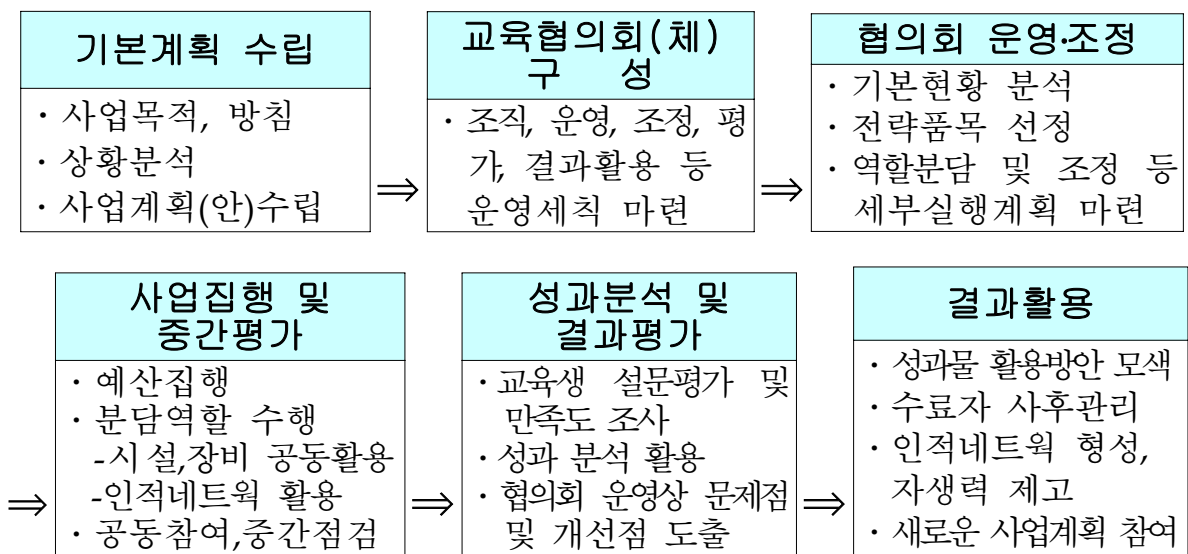 기본계획 수립
· 사업목적, 방침
· 상황분석
· 사업계획(안)수립
⇒
교육협의회(체)
구 성
· 조직, 운영, 조정, 평
가, 결과활용 등
운영세칙 마련
⇒
협의회 운영·조정
· 기본현황 분석
· 전략품목 선정
· 역할분담 및 조정 등
세부실행계획 마련
⇒
사업집행 및
중간평가
· 예산집행
· 분담역할 수행
-시설,장비 공동활용
-인적네트웍 활용
· 공동참여,중간점검
⇒
성과분석 및
결과평가
· 교육생 설문평가 및
만족도 조사
· 성과 분석 활용
· 협의회 운영상 문제점
및 개선점 도출
⇒
결과활용
· 성과물 활용방안 모색
· 수료자 사후관리
· 인적네트웍 형성,
자생력 제고
· 새로운 사업계획 참여